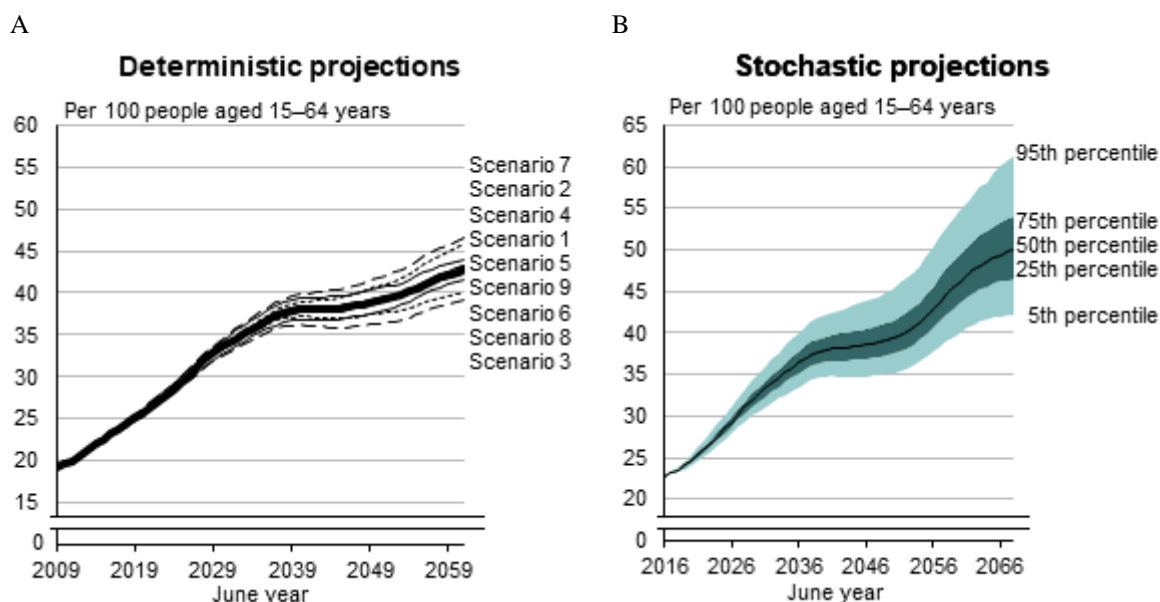 A
Deterministic projections
Per 100 people aged 15–64 years
60
55
50
45
40
35
30
25
20
15
0
Scenario 7
Scenario 2
Scenario 4
Scenario 1
Scenario 5
Scenario 9
Scenario 6
Scenario 8
Scenario 3
2009 2019 2029 2039 2049 2059
June year
B
Stochastic projections
Per 100 people aged 15–64 years
65
60
55
50
45
40
35
30
25
20
0
95th percentile
75th percentile
50th percentile
25th percentile
5th percentile
2016 2026 2036 2046 2056 2066
June year